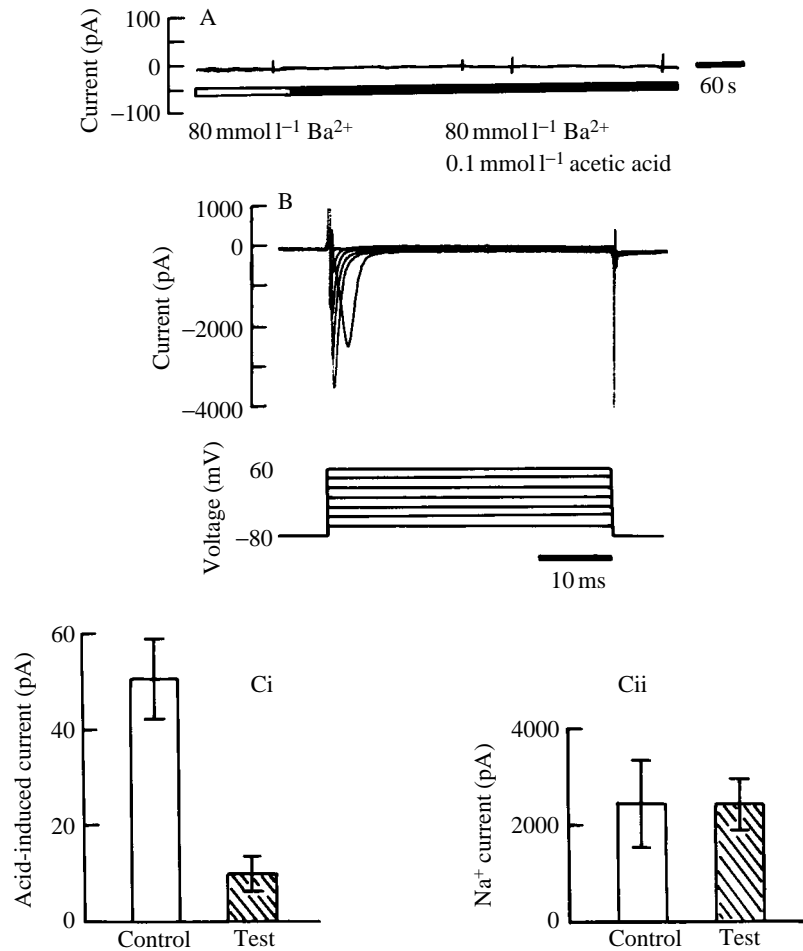 A
Current (pA)
100
0
−100
60 s
80 mmol l⁻¹ Ba²⁺
80 mmol l⁻¹ Ba²⁺
0.1 mmol l⁻¹ acetic acid
B
Current (pA)
1000
0
−2000
−4000
Voltage (mV)
60
−80
10 ms
Ci
Acid-induced current (pA)
60
40
20
0
Control
Test
Cii
Na⁺ current (pA)
4000
2000
0
Control
Test